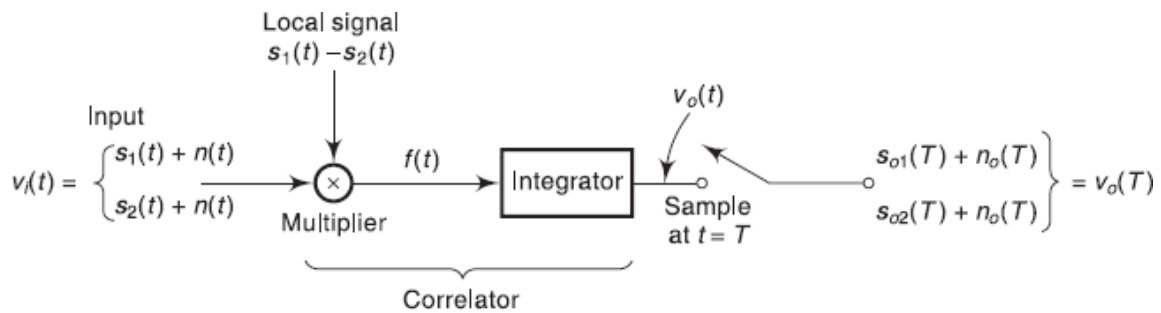 Local signal
s₁(t) – s₂(t)
Input
vᵢ(t) =
s₁(t) + n(t)
s₂(t) + n(t)
×
Multiplier
f(t)
Integrator
vₒ(t)
Sample
at t = T
sₒ₁(T) + nₒ(T)
sₒ₂(T) + nₒ(T)
= vₒ(T)
Correlator